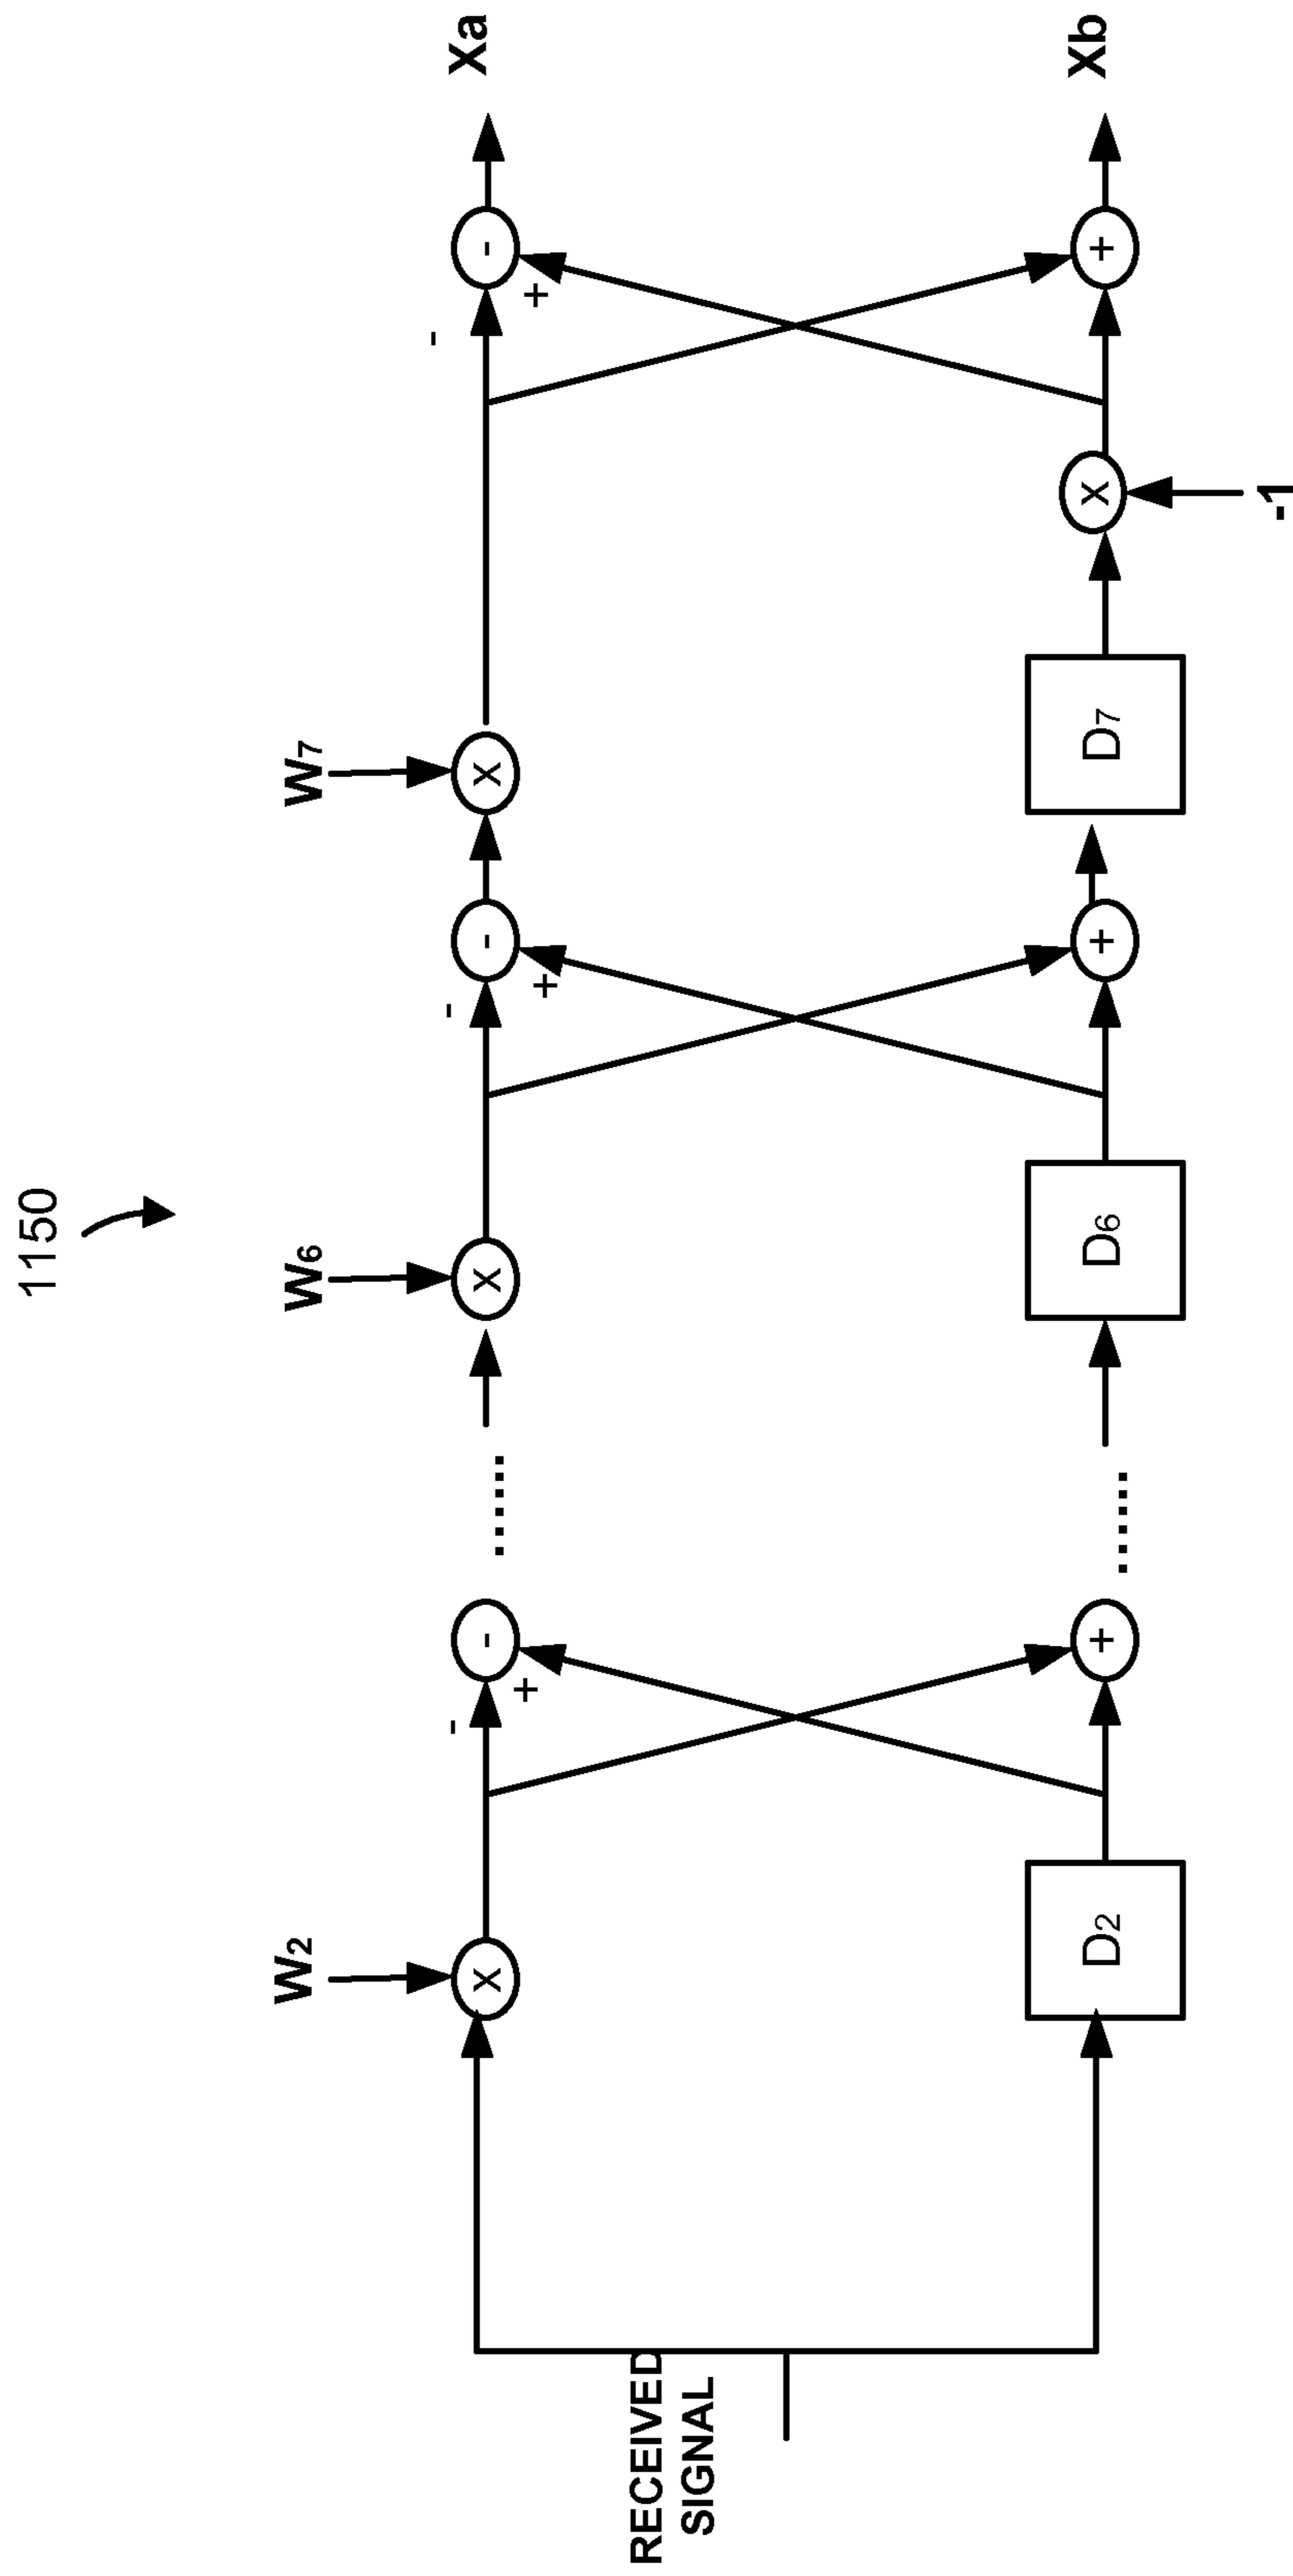 1150
W2
W6
W7
x
-
+
-
......
x
-
+
-
x
-
+
-
Xa
RECEIVED
SIGNAL
D2
+
......
D6
+
D7
x
-1
+
Xb